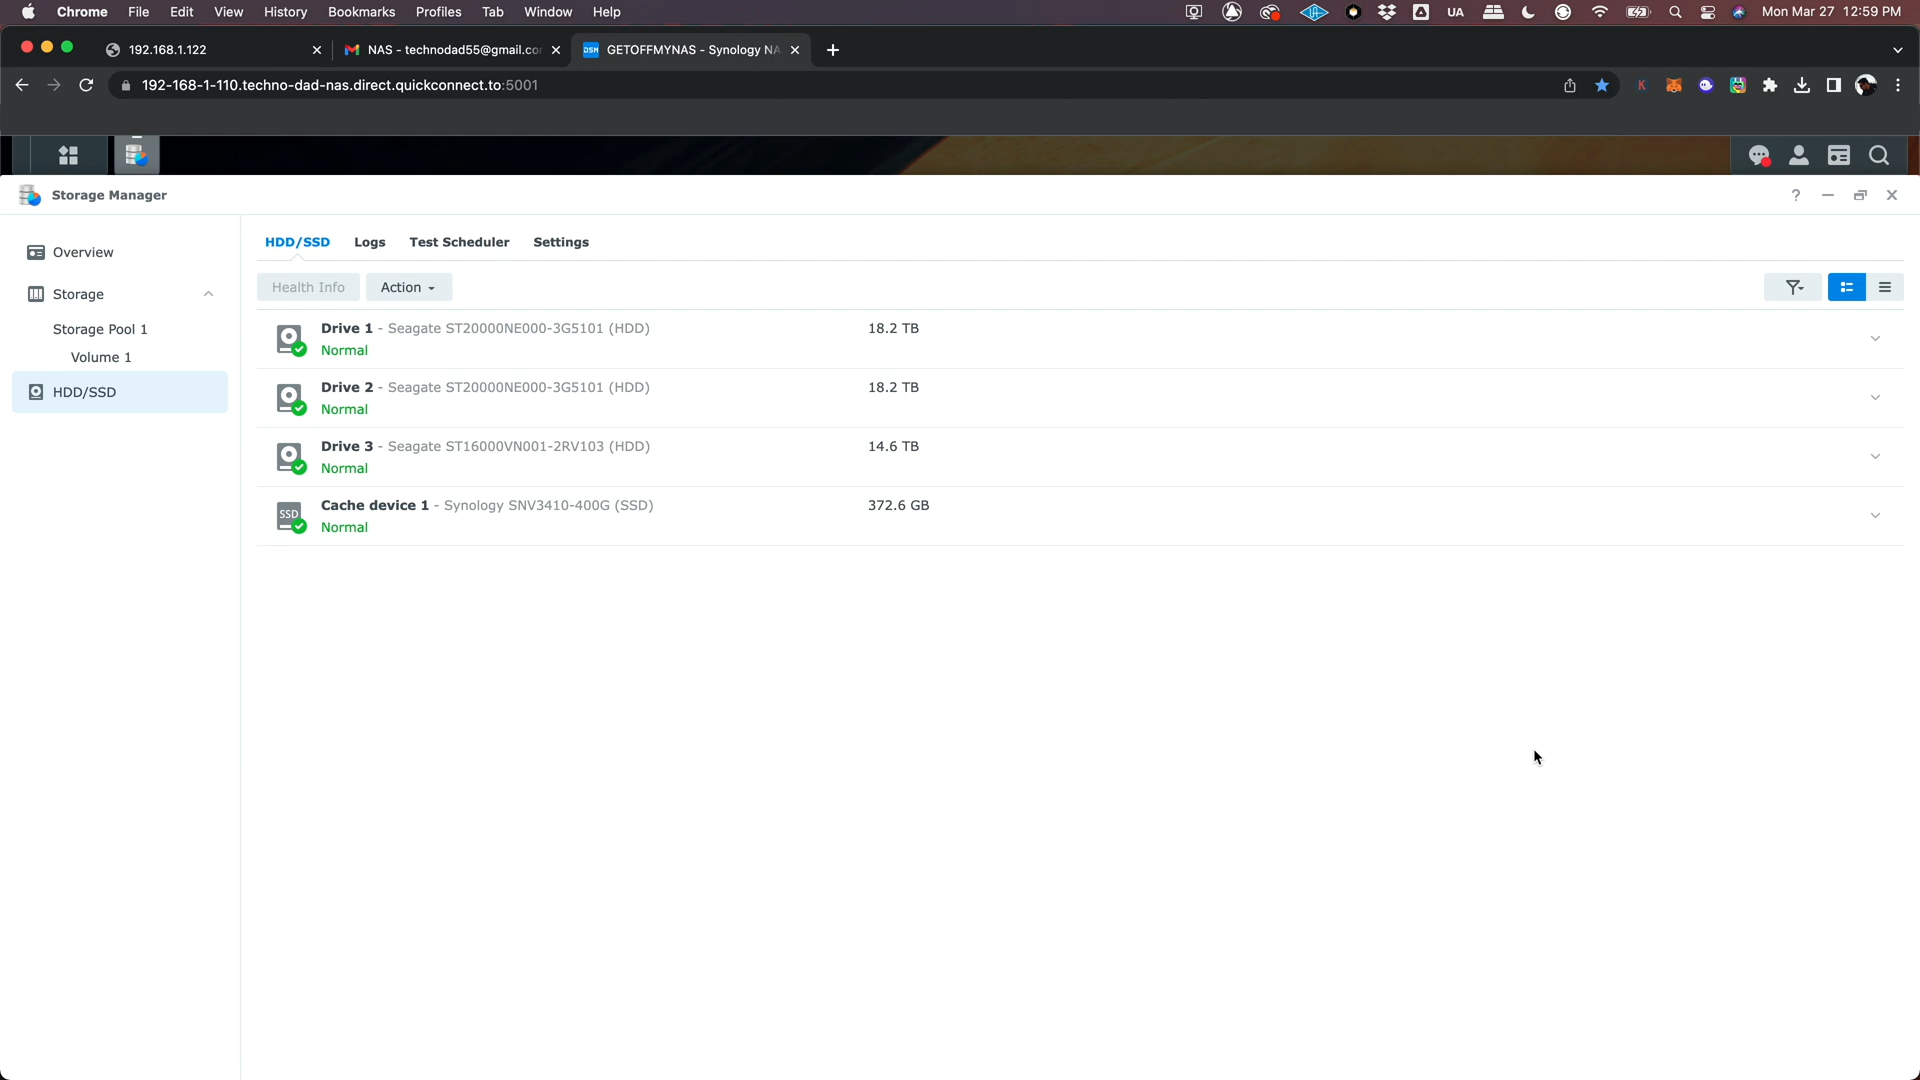 Chrome File Edit View History Bookmarks Profiles Tab Window Help UA Mon Mar 27 12:59 PM
192.168.1.122 NAS - technodad55@gmail.co DSM GETOFFMYNAS - Synology NA
192-168-1-110.techno-dad-nas.direct.quickconnect.to:5001 K
Storage Manager ?
Overview
Storage
Storage Pool 1
Volume 1
HDD/SSD
HDD/SSD Logs Test Scheduler Settings
Health Info Action
Drive 1 - Seagate ST20000NE000-3G5101 (HDD) 18.2 TB
Normal
Drive 2 - Seagate ST20000NE000-3G5101 (HDD) 18.2 TB
Normal
Drive 3 - Seagate ST16000VN001-2RV103 (HDD) 14.6 TB
Normal
SSD Cache device 1 - Synology SNV3410-400G (SSD) 372.6 GB
Normal